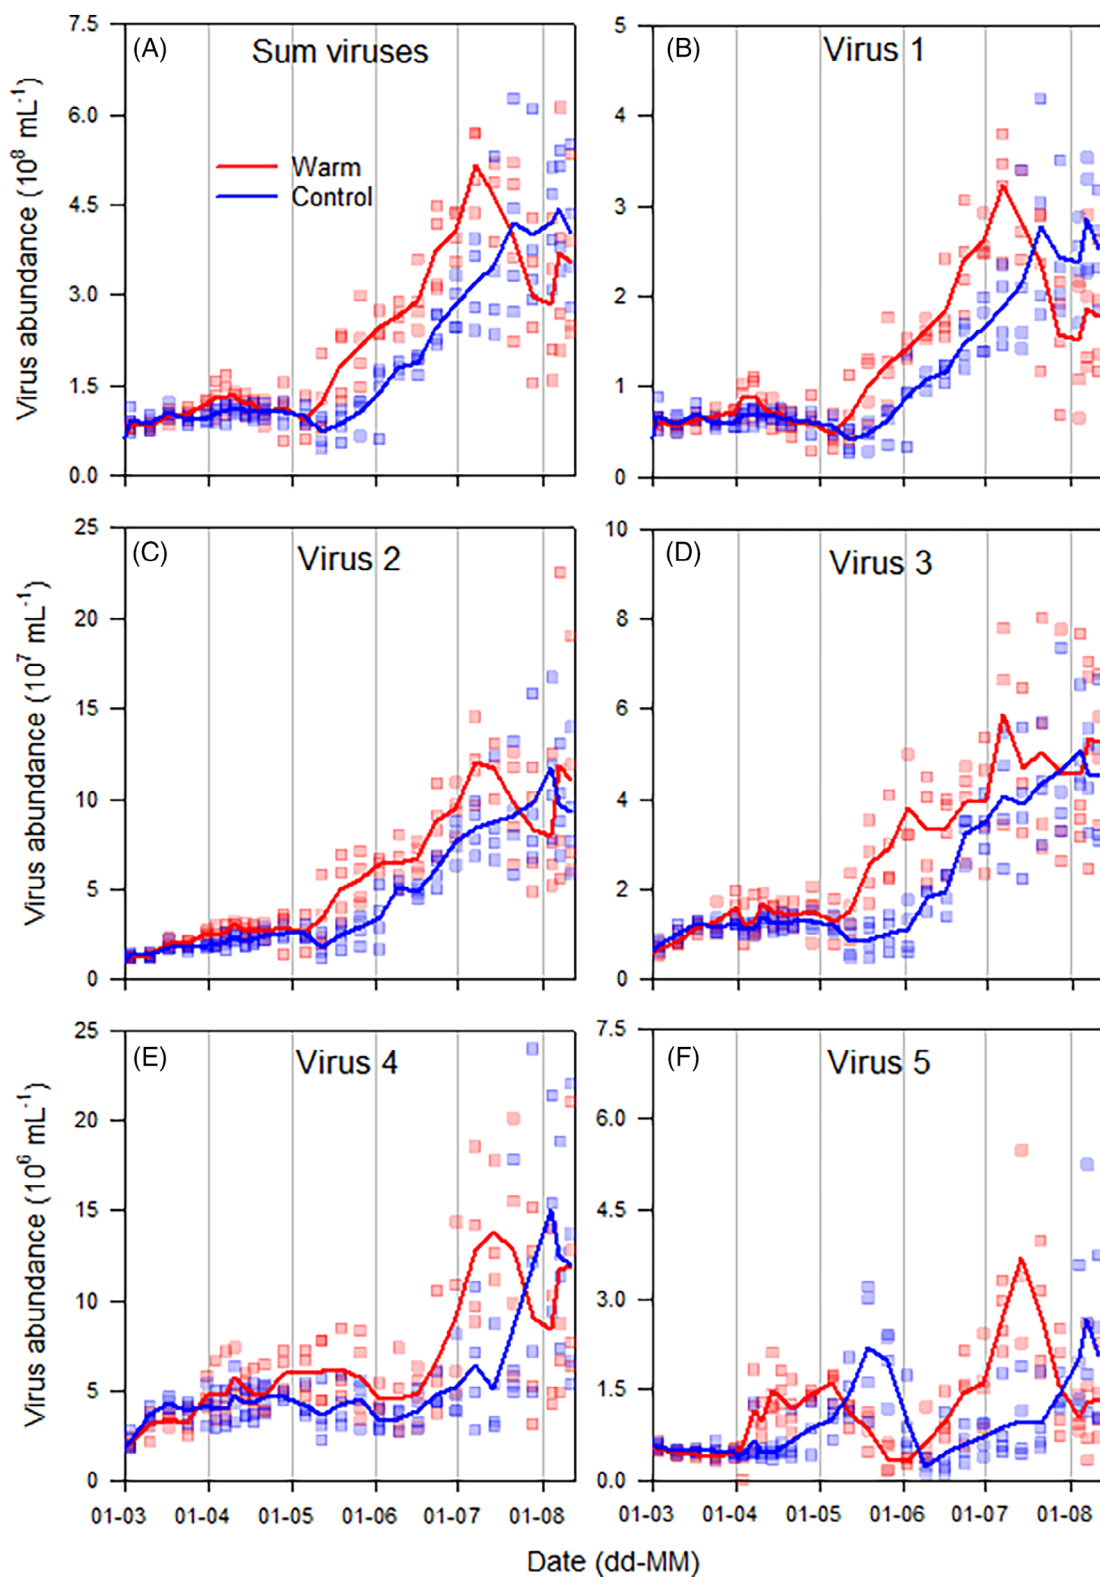 (A) Sum viruses
(B) Virus 1
Virus abundance (10⁸ mL⁻¹)
7.5
6.0
4.5
3.0
1.5
0.0
Warm
Control
5
4
3
2
1
0
(C) Virus 2
(D) Virus 3
Virus abundance (10⁷ mL⁻¹)
25
20
15
10
5
0
10
8
6
4
2
0
(E) Virus 4
(F) Virus 5
Virus abundance (10⁶ mL⁻¹)
25
20
15
10
5
0
7.5
6.0
4.5
3.0
1.5
0.0
01-03 01-04 01-05 01-06 01-07 01-08
01-03 01-04 01-05 01-06 01-07 01-08
Date (dd-MM)